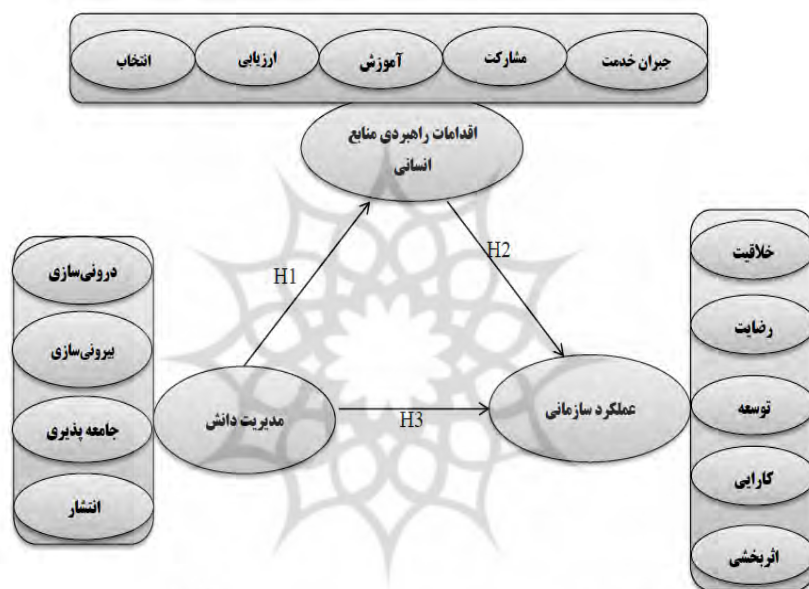 جبران خدمت
مشارکت
آموزش
ارزیابی
انتخاب
اقدامات راهبردی منابع
انسانی
H1
H2
درونی‌سازی
بیرونی‌سازی
جامعه پذیری
انتشار
مدیریت دانش
H3
عملکرد سازمانی
خلاقیت
رضایت
توسعه
کارایی
اثربخشی